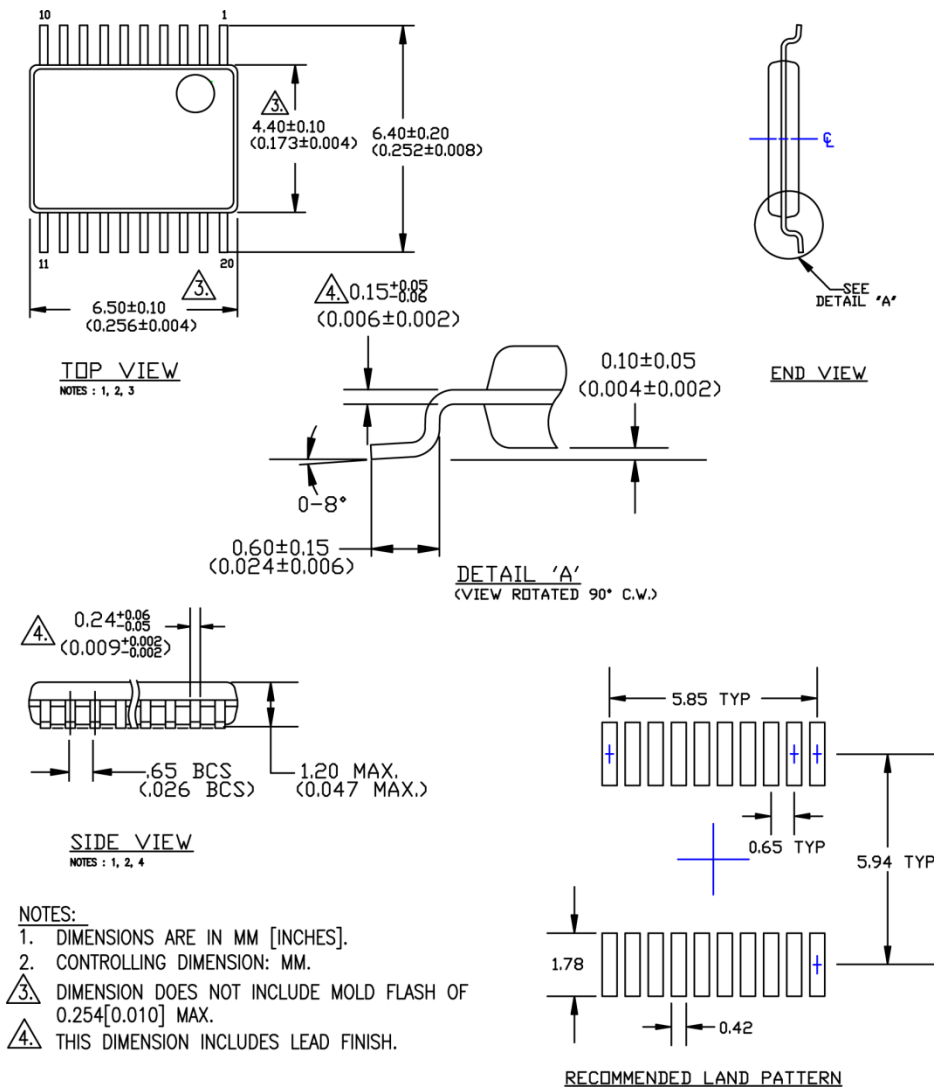 10
1
3.
4.40±0.10
(0.173±0.004)
6.40±0.20
(0.252±0.008)
℄
11
20
3.
6.50±0.10
(0.256±0.004)
TOP VIEW
NOTES : 1, 2, 3
SEE
DETAIL "A"
END VIEW
4. 0.15+0.05-0.06
(0.006±0.002)
0.10±0.05
(0.004±0.002)
0-8°
0.60±0.15
(0.024±0.006)
DETAIL 'A'
(VIEW ROTATED 90° C.W.)
4. 0.24+0.06-0.05
(0.009+0.002-0.002)
.65 BCS
(.026 BCS)
1.20 MAX.
(0.047 MAX.)
SIDE VIEW
NOTES : 1, 2, 4
5.85 TYP
0.65 TYP
5.94 TYP
1.78
0.42
RECOMMENDED LAND PATTERN
NOTES:
1. DIMENSIONS ARE IN MM [INCHES].
2. CONTROLLING DIMENSION: MM.
3. DIMENSION DOES NOT INCLUDE MOLD FLASH OF
0.254[0.010] MAX.
4. THIS DIMENSION INCLUDES LEAD FINISH.